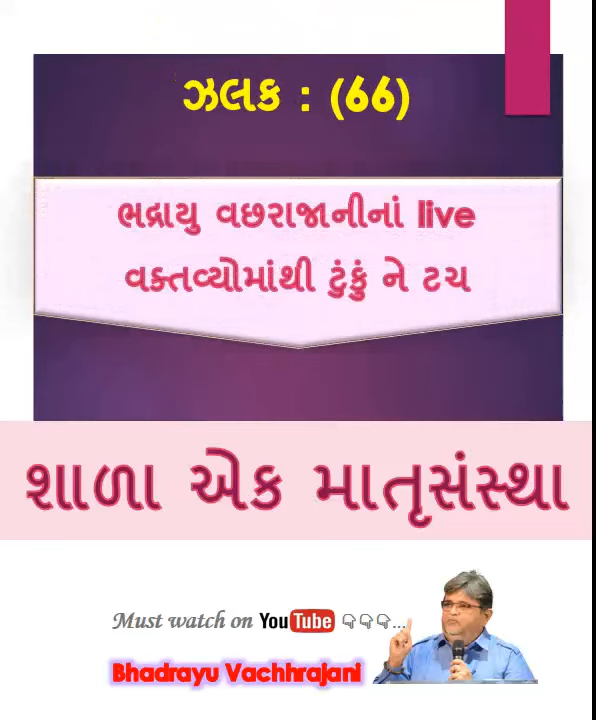 ઝલક : (66)
ભદ્રાયુ વછરાજાનીનાં live
વક્તવ્યોમાંથી ટુંકું ને ટચ
શાળા એક માતૃસંસ્થા
Must watch on YouTube 👇👇👇...
Bhadrayu Vachhrajani